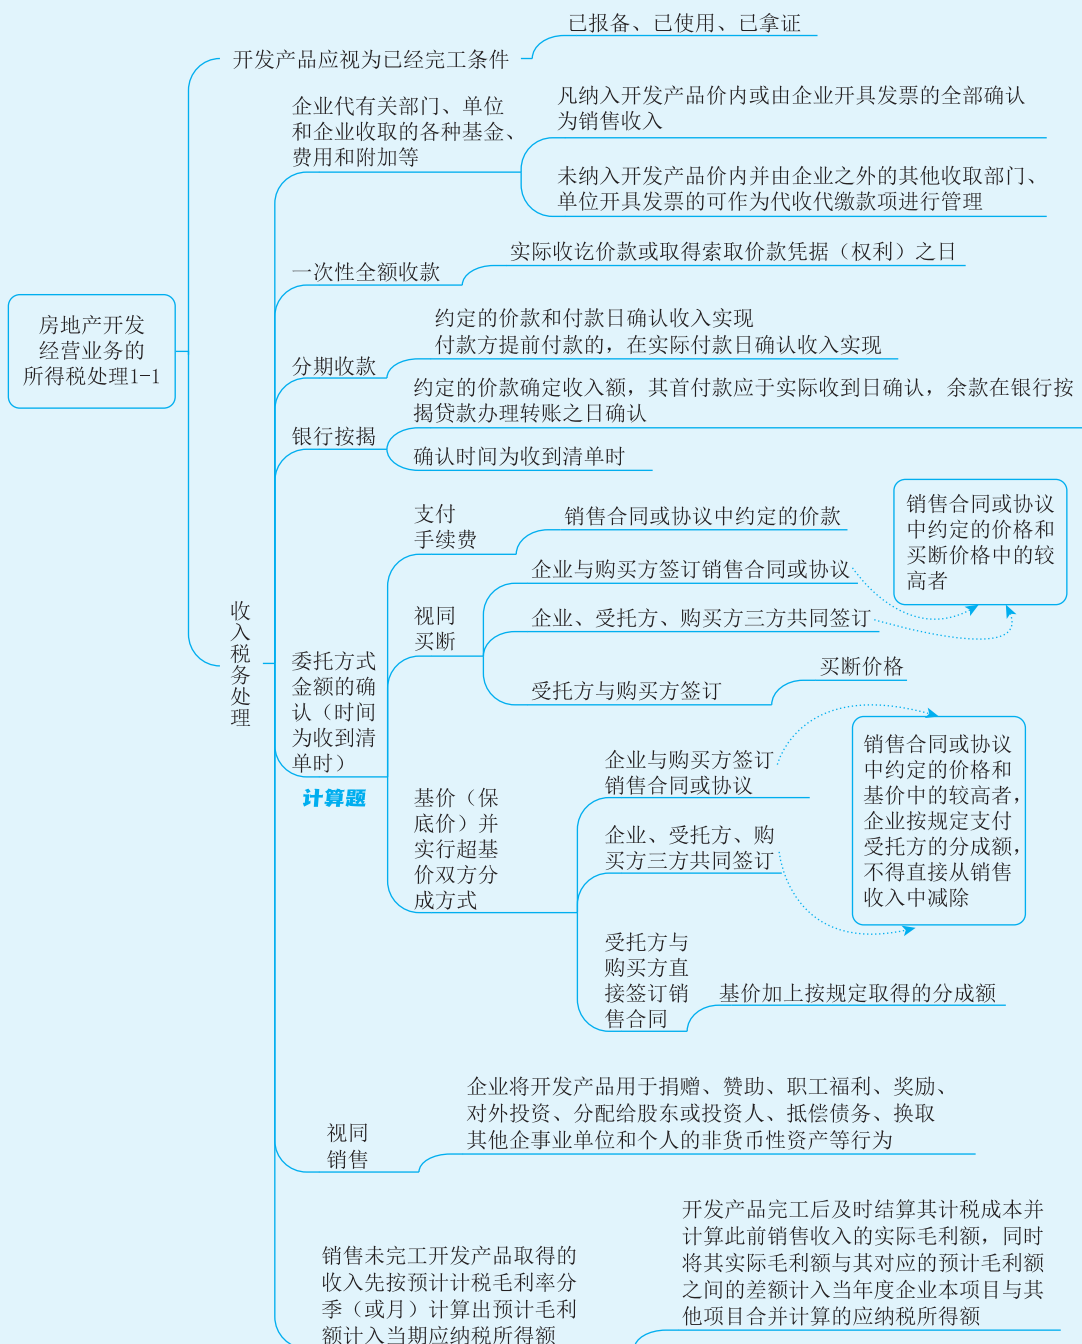 房地产开发
经营业务的
所得税处理1-1
开发产品应视为已经完工条件
已报备、已使用、已拿证
收入税务处理
企业代有关部门、单位
和企业收取的各种基金、
费用和附加等
凡纳入开发产品价内或由企业开具发票的全部确认
为销售收入
未纳入开发产品价内并由企业之外的其他收取部门、
单位开具发票的可作为代收代缴款项进行管理
一次性全额收款
实际收讫价款或取得索取价款凭据（权利）之日
分期收款
约定的价款和付款日确认收入实现
付款方提前付款的，在实际付款日确认收入实现
银行按揭
约定的价款确定收入额，其首付款应于实际收到日确认，余款在银行按
揭贷款办理转账之日确认
确认时间为收到清单时
委托方式
金额的确
认（时间
为收到清
单时）
计算题
支付
手续费
销售合同或协议中约定的价款
视同
买断
企业与购买方签订销售合同或协议
企业、受托方、购买方三方共同签订
销售合同或协议
中约定的价格和
买断价格中的较
高者
受托方与购买方签订
买断价格
基价（保
底价）并
实行超基
价双方分
成方式
企业与购买方签订
销售合同或协议
企业、受托方、购
买方三方共同签订
销售合同或协议
中约定的价格和
基价中的较高者，
企业按规定支付
受托方的分成额，
不得直接从销售
收入中减除
受托方与
购买方直
接签订销
售合同
基价加上按规定取得的分成额
视同
销售
企业将开发产品用于捐赠、赞助、职工福利、奖励、
对外投资、分配给股东或投资人、抵偿债务、换取
其他企事业单位和个人的非货币性资产等行为
销售未完工开发产品取得的
收入先按预计计税毛利率分
季（或月）计算出预计毛利
额计入当期应纳税所得额
开发产品完工后及时结算其计税成本并
计算此前销售收入的实际毛利额，同时
将其实际毛利额与其对应的预计毛利额
之间的差额计入当年度企业本项目与其
他项目合并计算的应纳税所得额